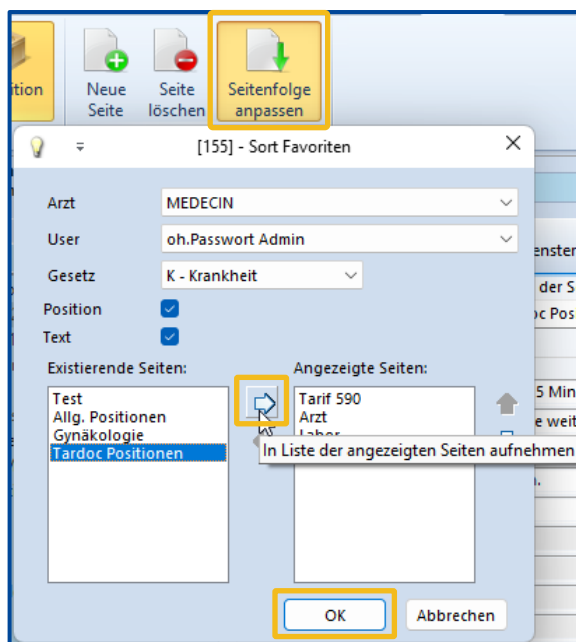 ition
Neue
Seite
Seite
löschen
Seitenfolge
anpassen
[155] - Sort Favoriten
Arzt
MEDECIN
User
oh.Passwort Admin
Gesetz
K - Krankheit
Position
Text
Existierende Seiten:
Angezeigte Seiten:
Test
Allg. Positionen
Gynäkologie
Tardoc Positionen
Tarif 590
Arzt
Labor
In Liste der angezeigten Seiten aufnehmen
OK
Abbrechen
enster
der S
oc Pos
5 Min
e weit
n.